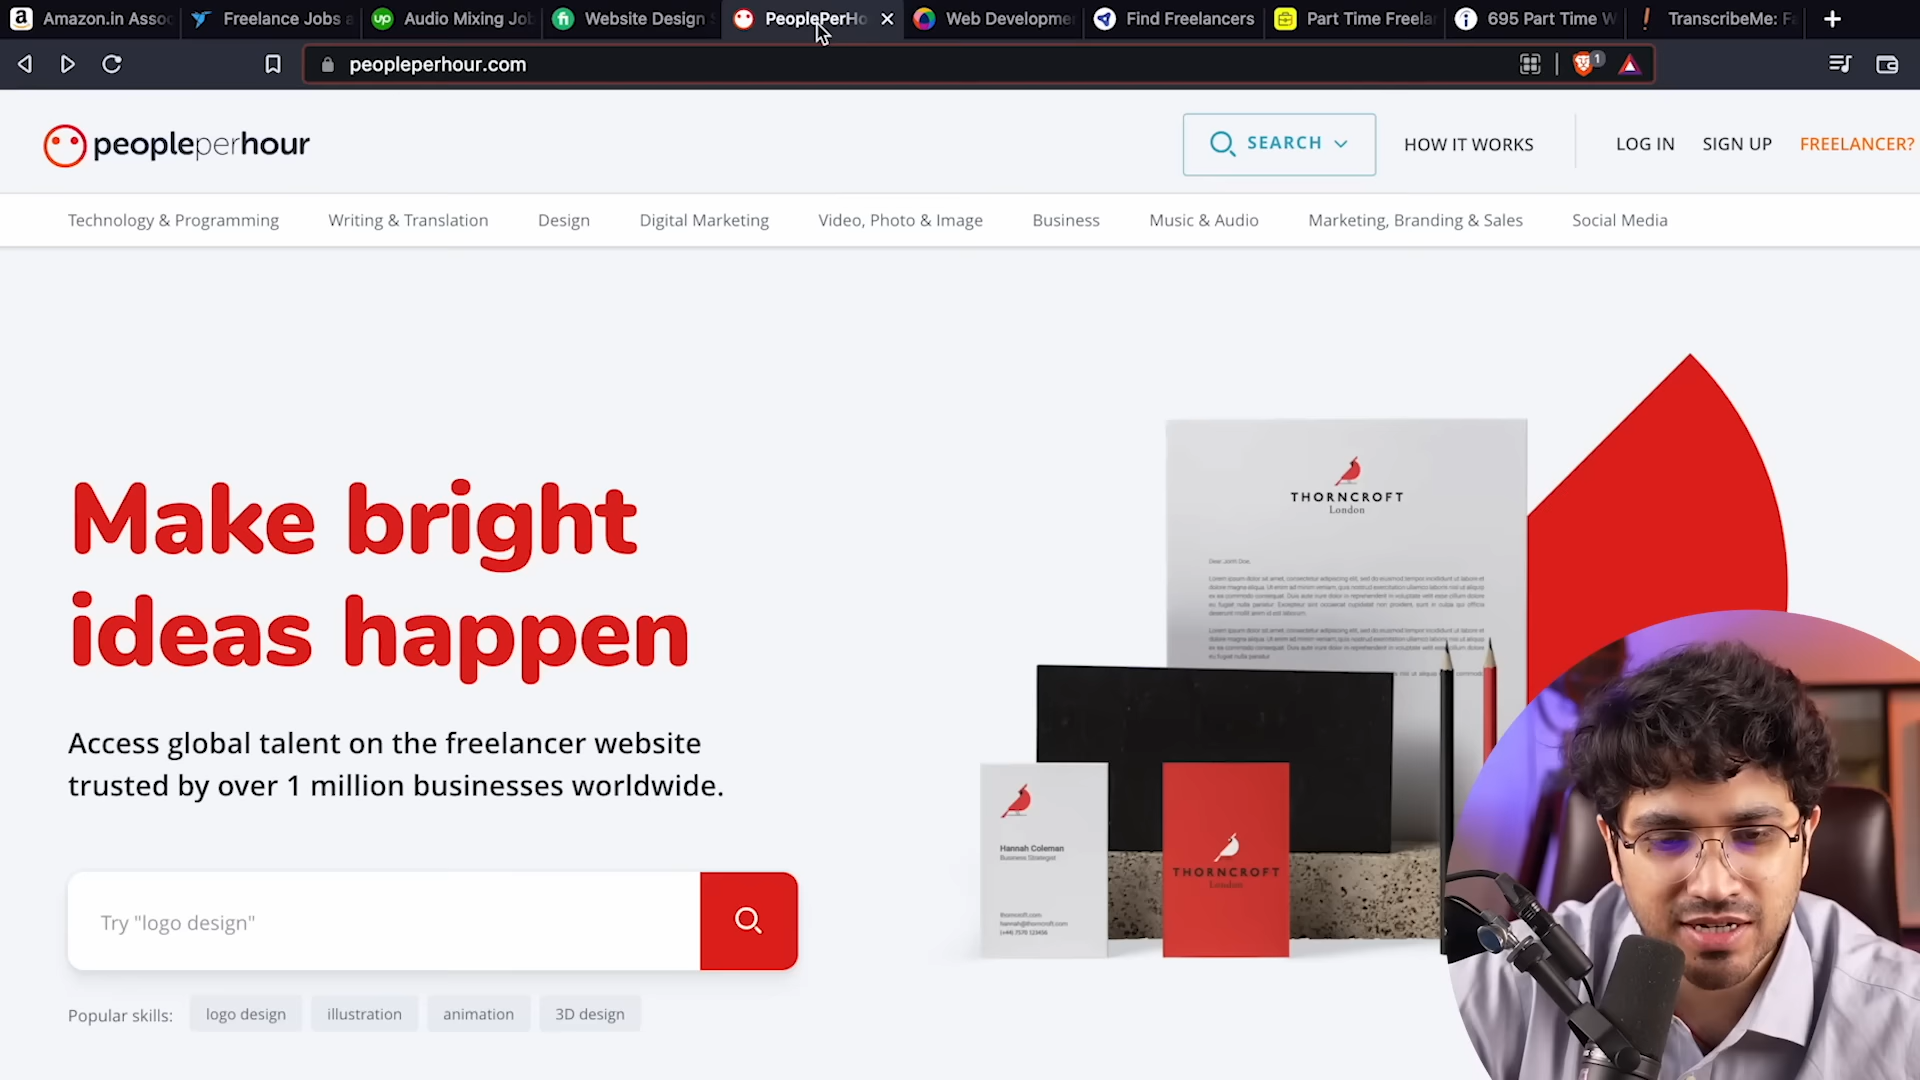 Amazon.in Assoc
Freelance Jobs a
Audio Mixing Jo
Website Design S
PeoplePerHo
Web Developme
Find Freelancers
Part Time Freela
695 Part Time W
TranscribeMe: Fa
peopleperhour.com
1
peopleperhour
SEARCH
HOW IT WORKS
LOG IN
SIGN UP
FREELANCER?
Technology & Programming
Writing & Translation
Design
Digital Marketing
Video, Photo & Image
Business
Music & Audio
Marketing, Branding & Sales
Social Media
Make bright
ideas happen
Access global talent on the freelancer website
trusted by over 1 million businesses worldwide.
Try "logo design"
Popular skills:
logo design
illustration
animation
3D design
THORNCROFT
London
Hannah Coleman
Business Strategist
THORNCROFT
London